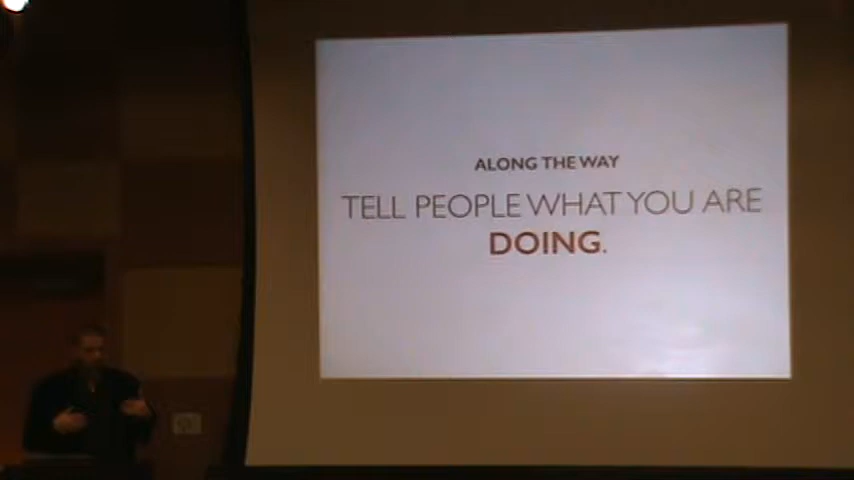 ALONG THE WAY
TELL PEOPLE WHAT YOU ARE
DOING.